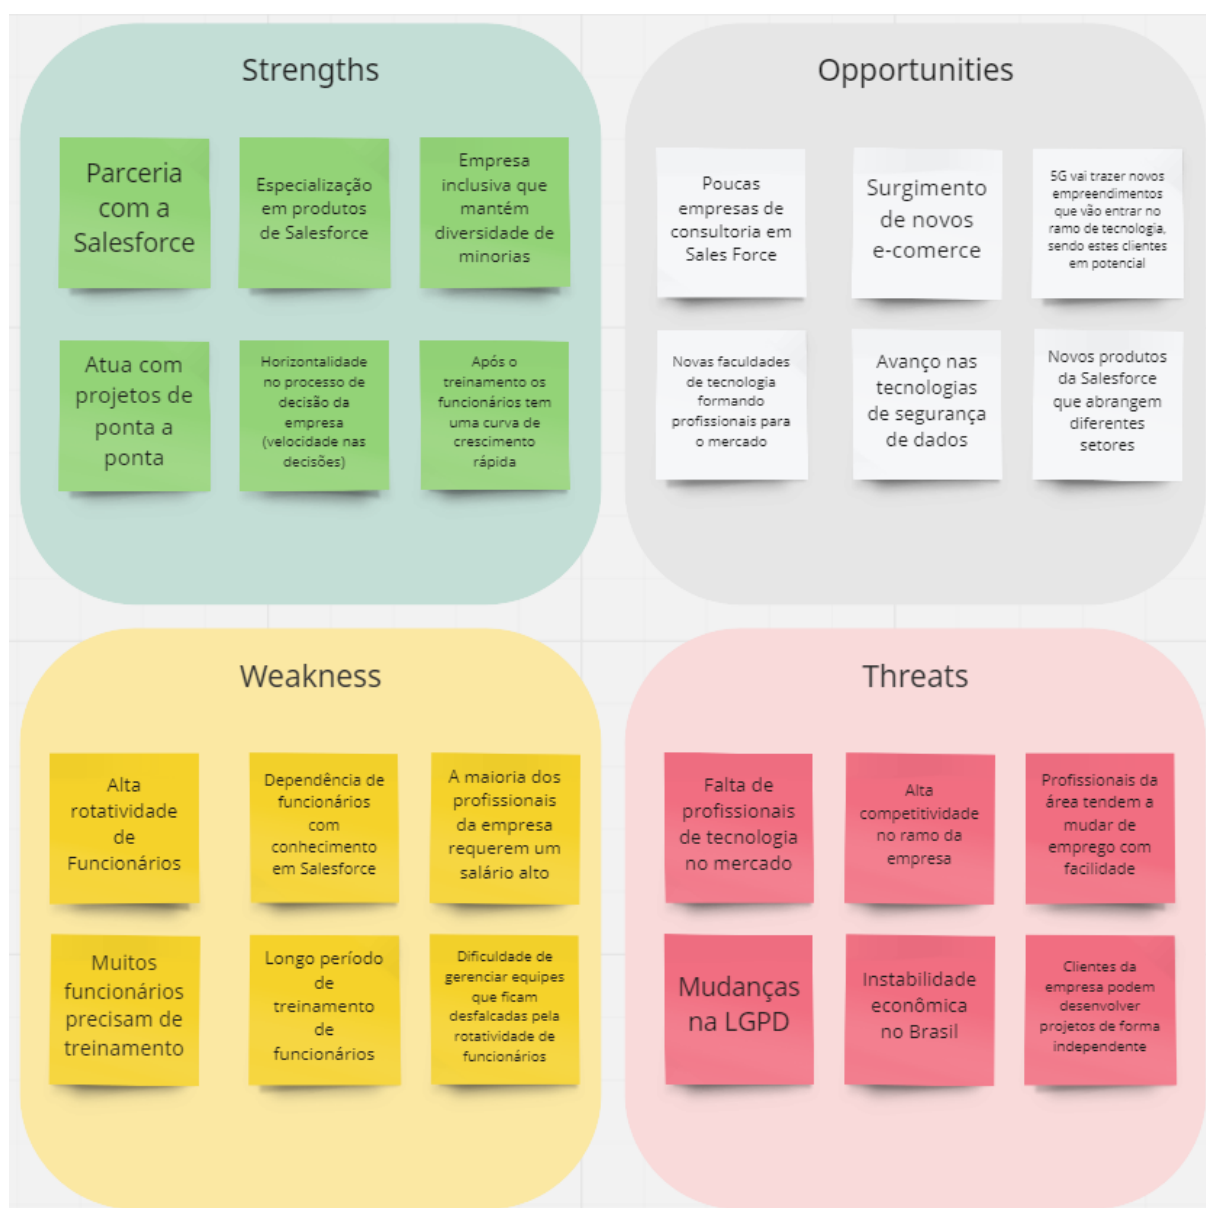 Strengths
Parceria
com a
Salesforce
Especialização
em produtos
de Salesforce
Empresa
inclusiva que
mantém
diversidade de
minorias
Atua com
projetos de
ponta a
ponta
Horizontalidade
no processo de
decisão da
empresa
(velocidade nas
decisões)
Após o
treinamento os
funcionários tem
uma curva de
crescimento
rápida
Opportunities
Poucas
empresas de
consultoria em
Sales Force
Surgimento
de novos
e-comerce
5G vai trazer novos
empreendimentos
que vão entrar no
ramo de tecnologia,
sendo estes clientes
em potencial
Novas faculdades
de tecnologia
formando
profissionais para
o mercado
Avanço nas
tecnologias
de segurança
de dados
Novos produtos
da Salesforce
que abrangem
diferentes
setores
Weakness
Alta
rotatividade
de
Funcionários
Dependência de
funcionários
com
conhecimento
em Salesforce
A maioria dos
profissionais
da empresa
requerem um
salário alto
Muitos
funcionários
precisam de
treinamento
Longo período
de
treinamento
de
funcionários
Dificuldade de
gerenciar equipes
que ficam
desfalcadas pela
rotatividade de
funcionários
Threats
Falta de
profissionais
de tecnologia
no mercado
Alta
competitividade
no ramo da
empresa
Profissionais da
área tendem a
mudar de
emprego com
facilidade
Mudanças
na LGPD
Instabilidade
econômica
no Brasil
Clientes da
empresa podem
desenvolver
projetos de forma
independente